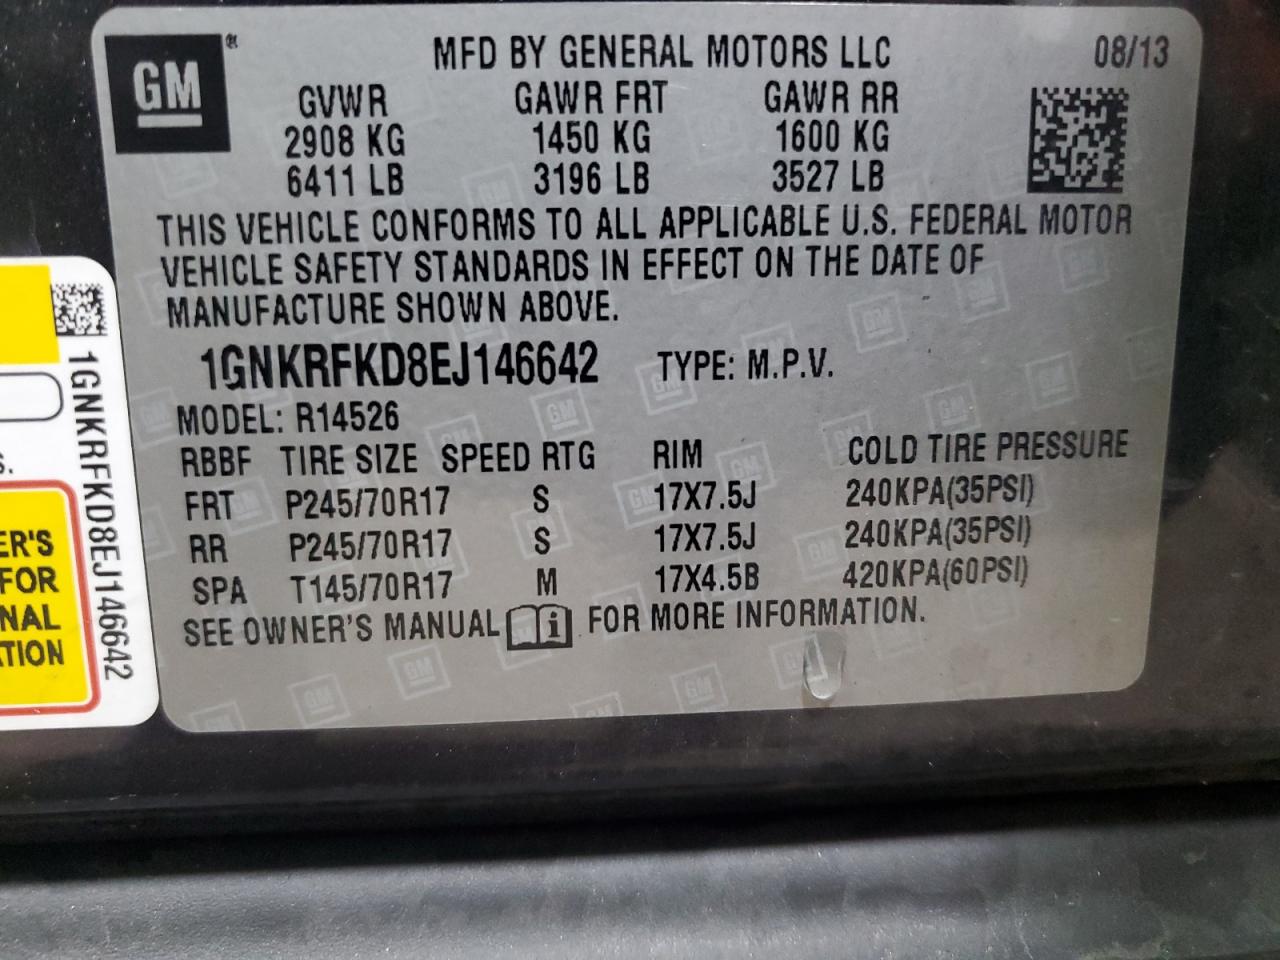 GM®
MFD BY GENERAL MOTORS LLC 08/13
GVWR GAWR FRT GAWR RR
2908 KG 1450 KG 1600 KG
6411 LB 3196 LB 3527 LB
THIS VEHICLE CONFORMS TO ALL APPLICABLE U.S. FEDERAL MOTOR
VEHICLE SAFETY STANDARDS IN EFFECT ON THE DATE OF
MANUFACTURE SHOWN ABOVE.
1GNKRFKD8EJ146642 TYPE: M.P.V.
MODEL: R14526
RBBF TIRE SIZE SPEED RTG RIM COLD TIRE PRESSURE
FRT P245/70R17 S 17X7.5J 240KPA(35PSI)
RR P245/70R17 S 17X7.5J 240KPA(35PSI)
SPA T145/70R17 M 17X4.5B 420KPA(60PSI)
SEE OWNER'S MANUAL i FOR MORE INFORMATION.
1GNKRFKD8EJ146642
S.
ER'S
FOR
NAL
TION